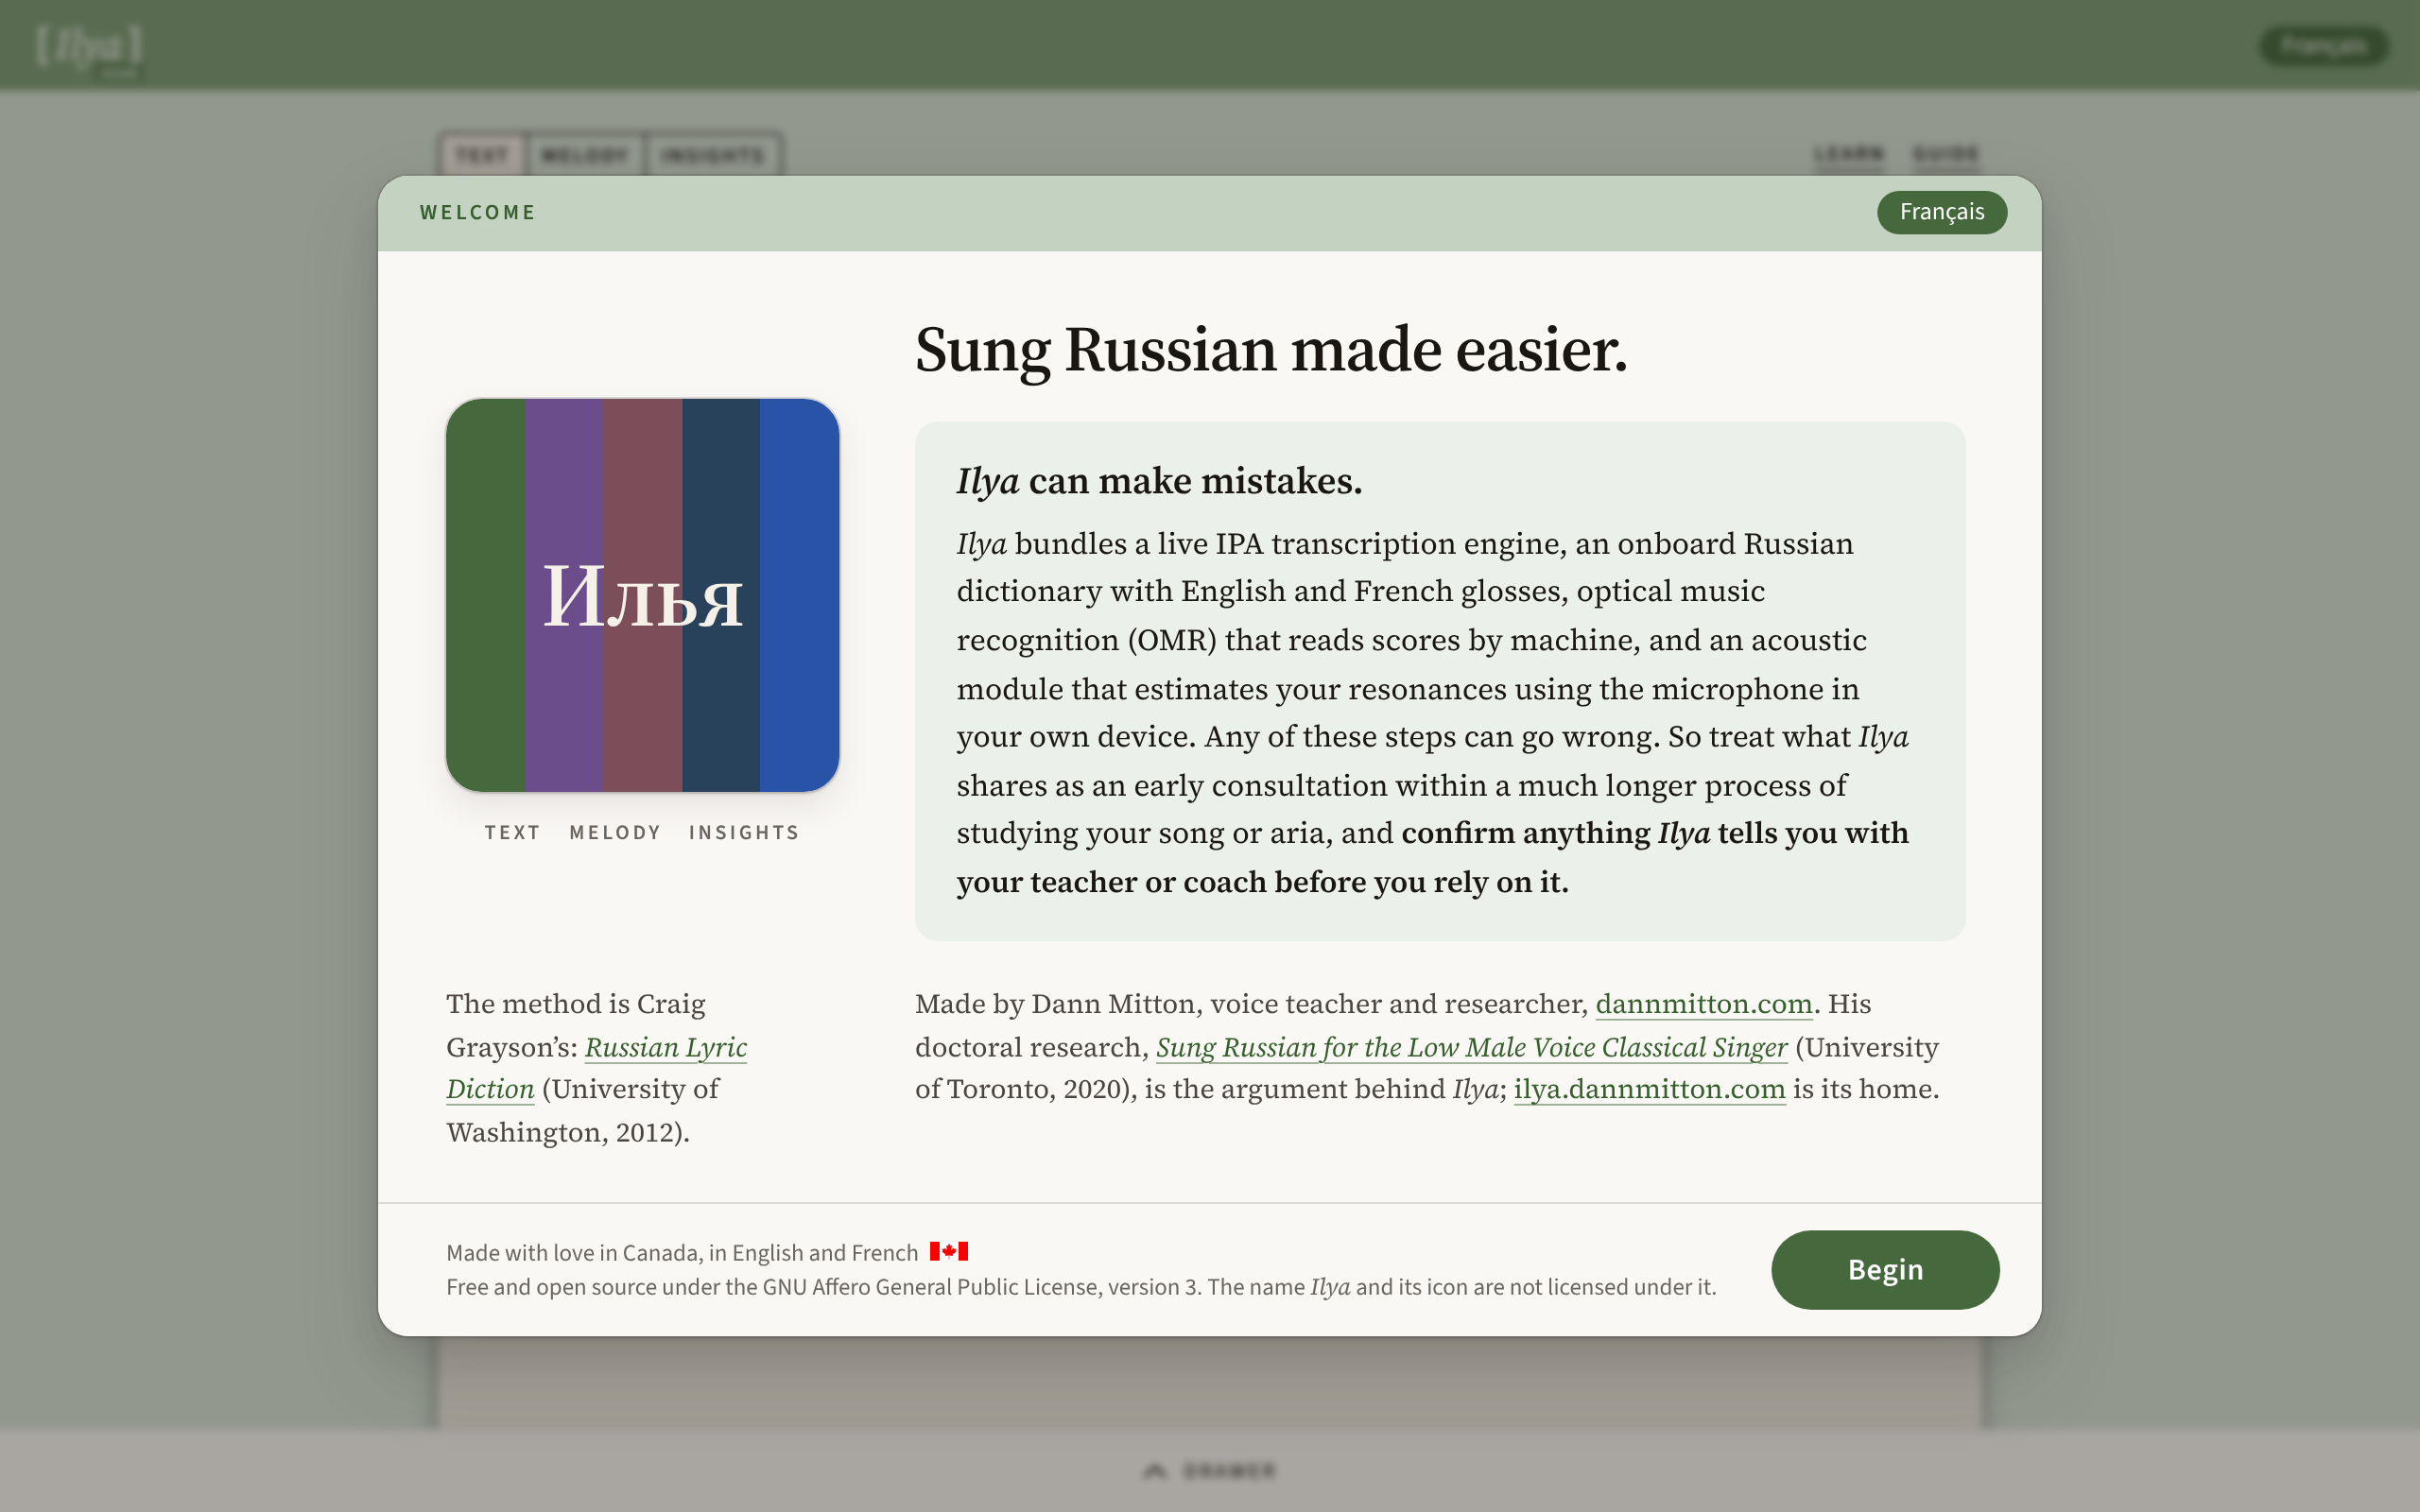 [Ilya]
Français
TEXT MELODY INSIGHTS
LEARN GUIDE
WELCOME
Français
Sung Russian made easier.
Илья
TEXT MELODY INSIGHTS
Ilya can make mistakes.
Ilya bundles a live IPA transcription engine, an onboard Russian
dictionary with English and French glosses, optical music
recognition (OMR) that reads scores by machine, and an acoustic
module that estimates your resonances using the microphone in
your own device. Any of these steps can go wrong. So treat what Ilya
shares as an early consultation within a much longer process of
studying your song or aria, and confirm anything Ilya tells you with
your teacher or coach before you rely on it.
The method is Craig
Grayson’s: Russian Lyric
Diction (University of
Washington, 2012).
Made by Dann Mitton, voice teacher and researcher, dannmitton.com. His
doctoral research, Sung Russian for the Low Male Voice Classical Singer (University
of Toronto, 2020), is the argument behind Ilya; ilya.dannmitton.com is its home.
Made with love in Canada, in English and French
Free and open source under the GNU Affero General Public License, version 3. The name Ilya and its icon are not licensed under it.
Begin
DRAWER